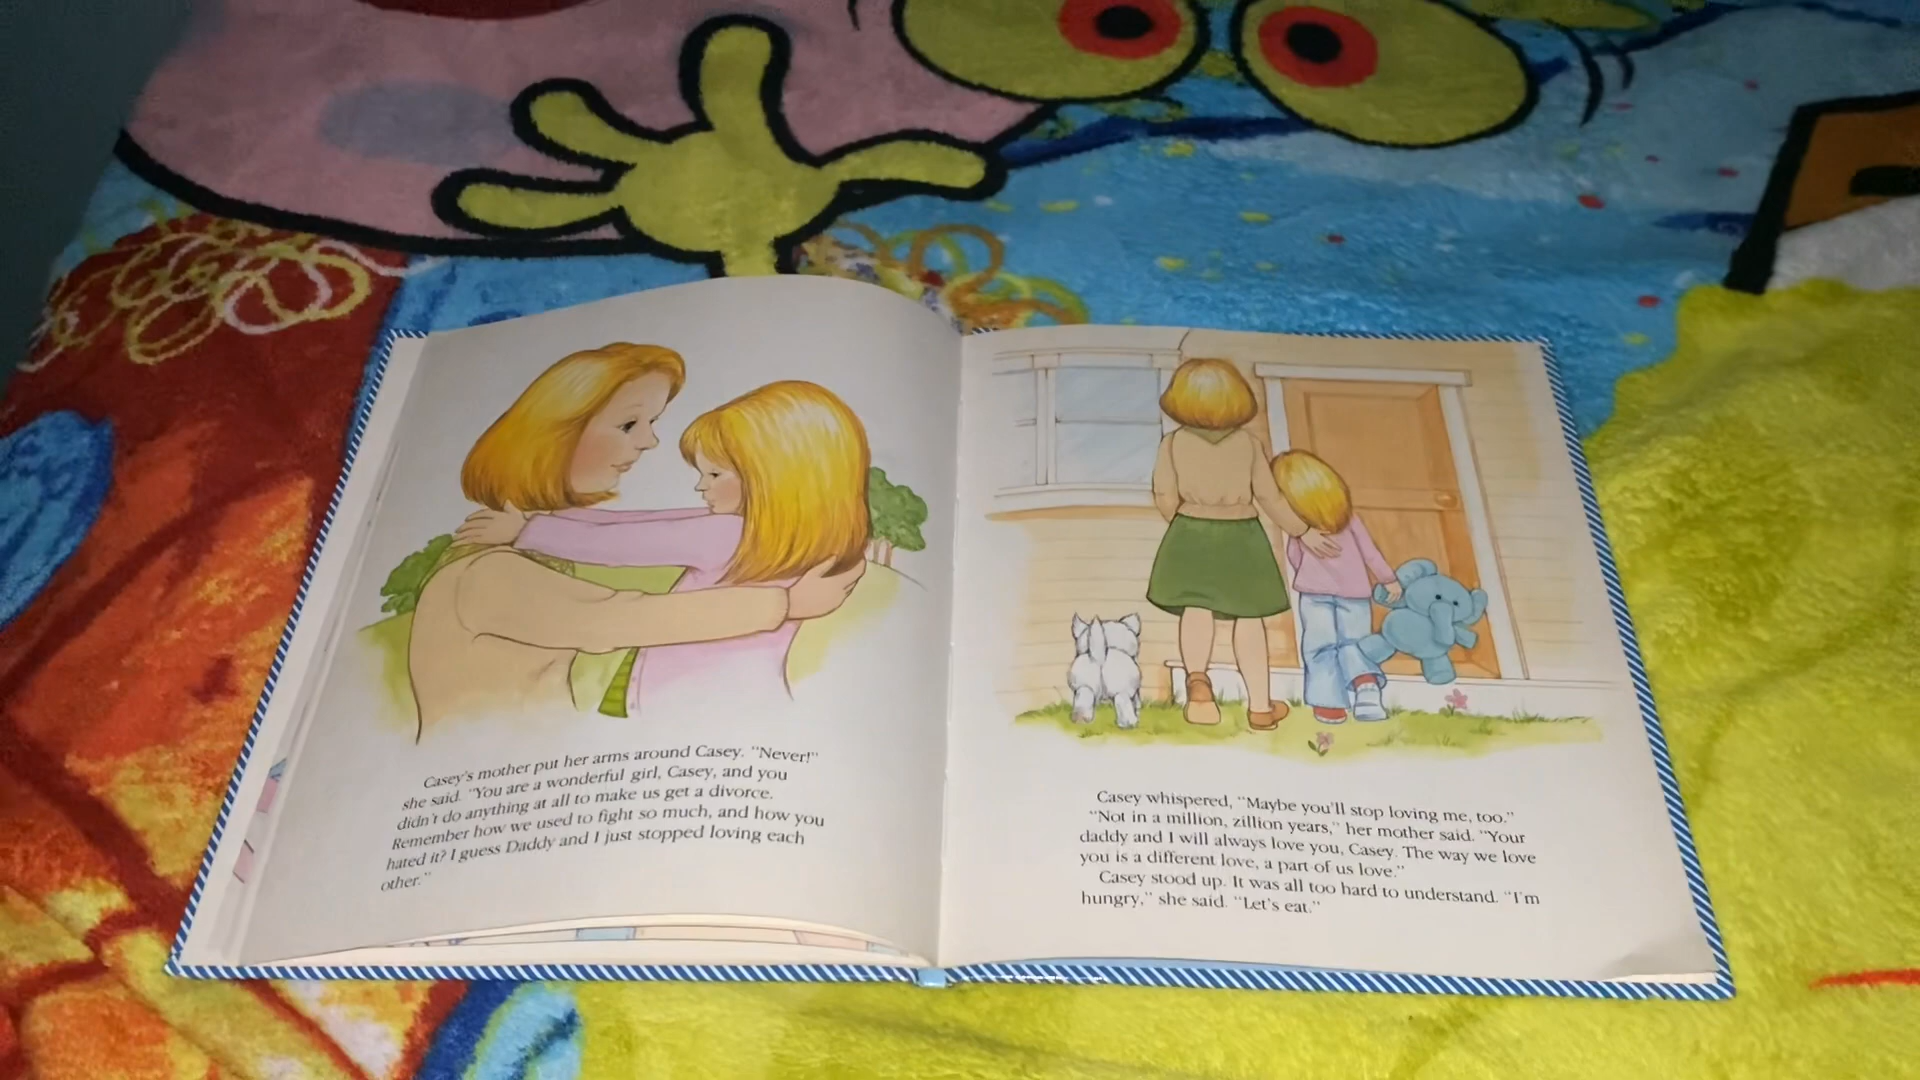 Casey's mother put her arms around Casey. "Never!"
she said. "You are a wonderful girl, Casey, and you
didn't do anything at all to make us get a divorce.
Remember how we used to fight so much, and how you
hated it? I guess Daddy and I just stopped loving each
other."
Casey whispered, "Maybe you'll stop loving me, too."
"Not in a million, zillion years," her mother said. "Your
daddy and I will always love you, Casey. The way we love
you is a different love, a part-of-us love."
Casey stood up. It was all too hard to understand. "I'm
hungry," she said. "Let's eat."